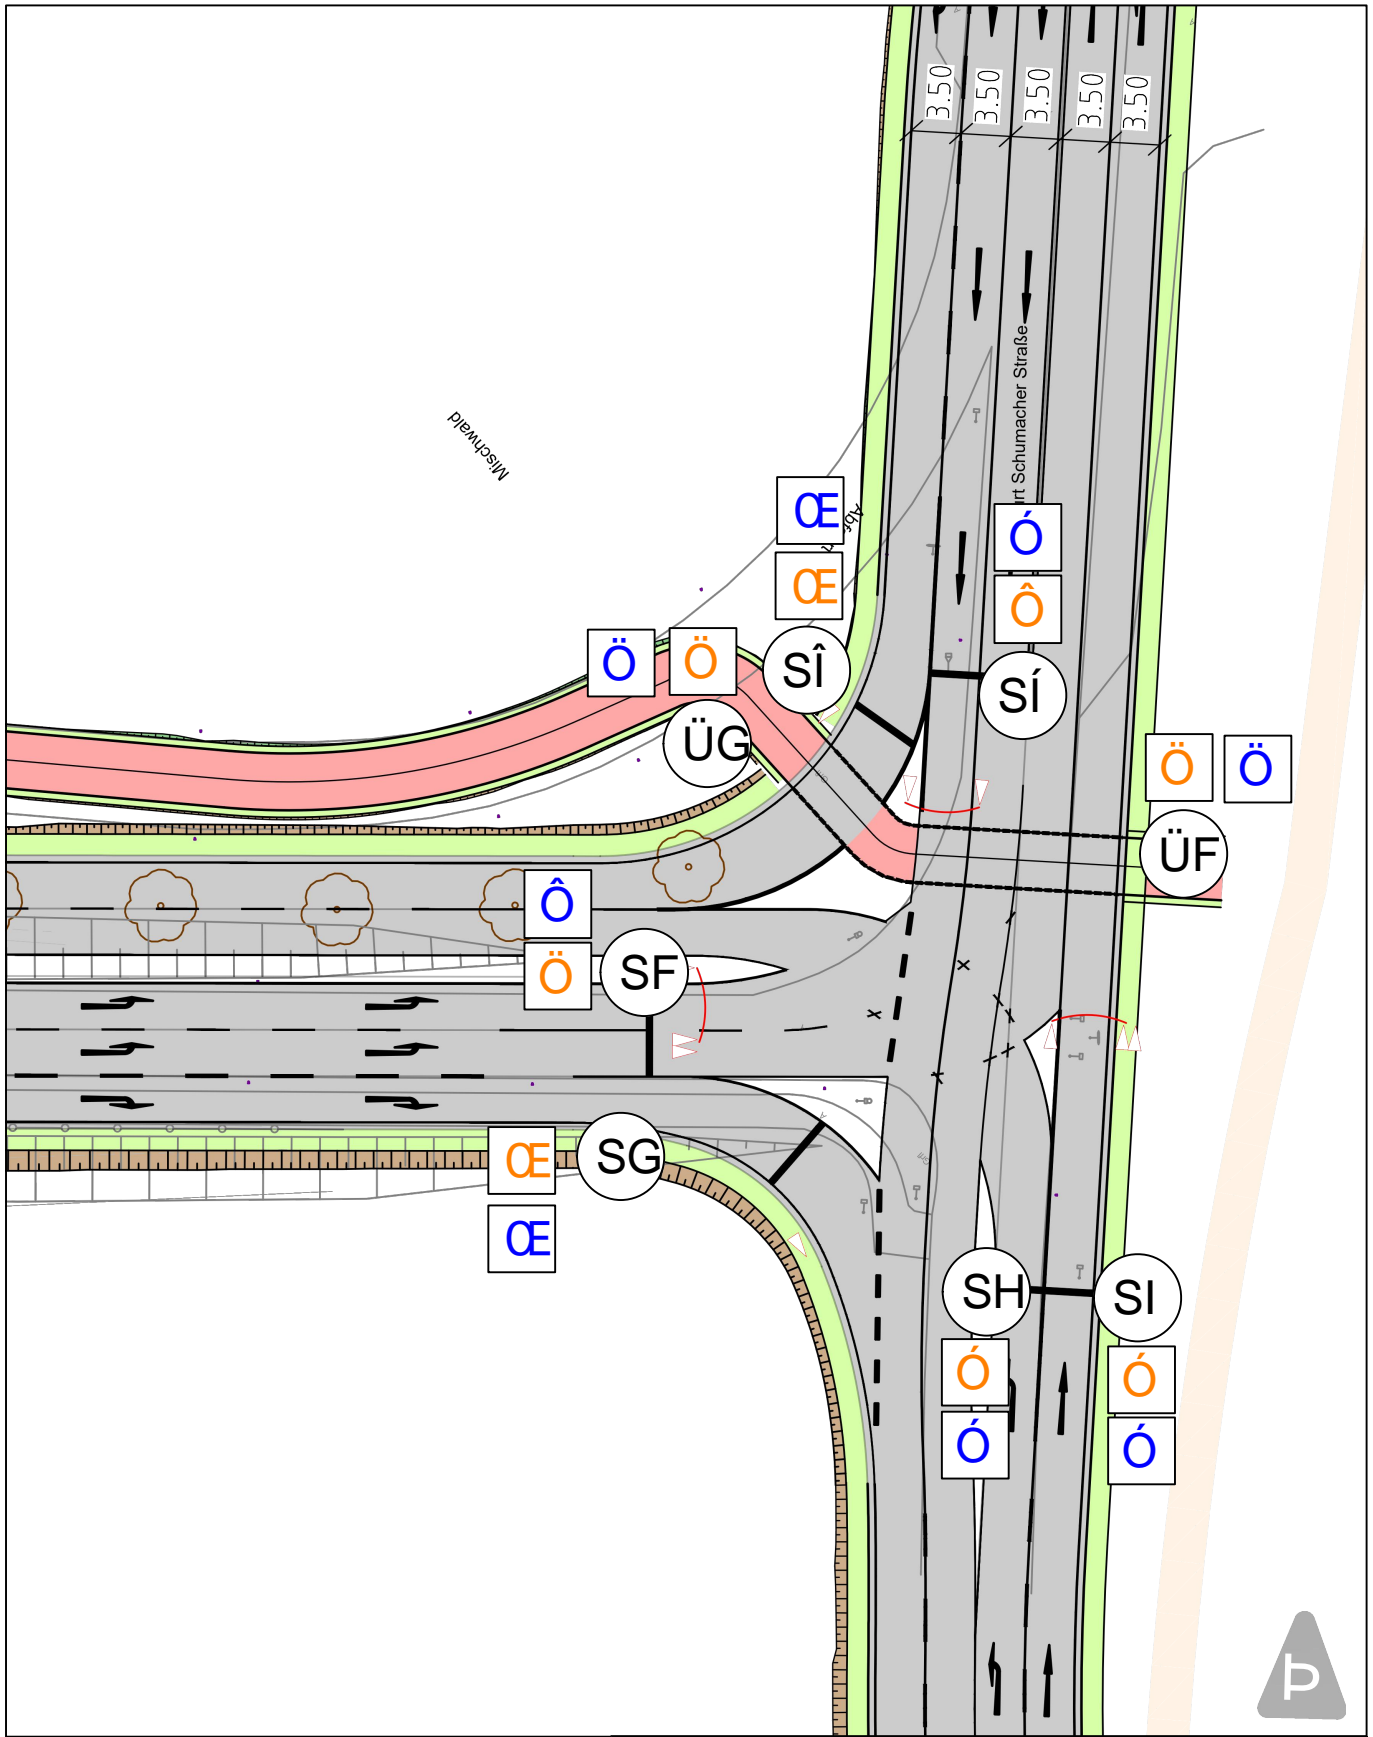 3.50
3.50
3.50
3.50
3.50
rt Schumacher Straße
Mischwald
Œ
Ó
Œ
Ô
Ö
Ö
SÎ
SÍ
ÜG
Ö
Ö
ÜF
Ô
Ö
SF
Œ
SG
Œ
SH
SI
Ó
Ó
Ó
Ó
Þ